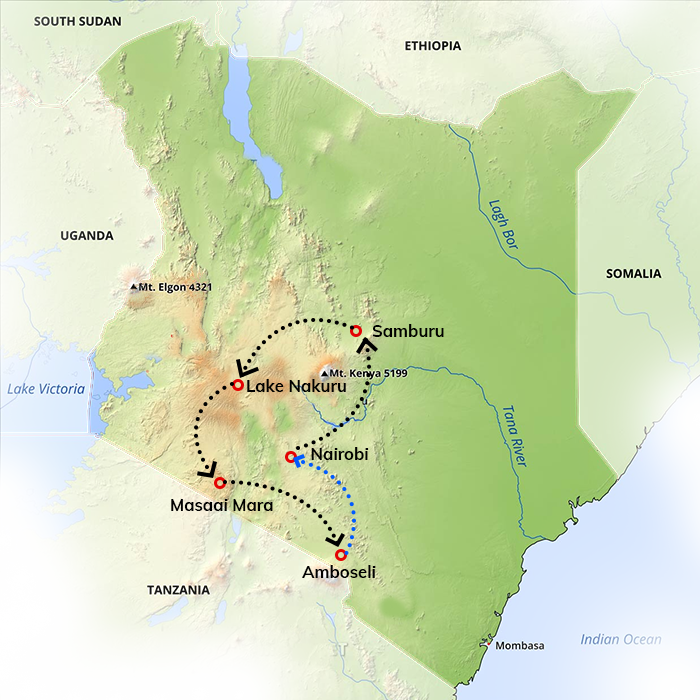 SOUTH SUDAN
ETHIOPIA
Lagh Bor
UGANDA
SOMALIA
Mt. Elgon 4321
Samburu
Mt. Kenya 5199
Lake Victoria
Lake Nakuru
Tana River
Nairobi
Masaai Mara
Amboseli
TANZANIA
Mombasa
Indian Ocean